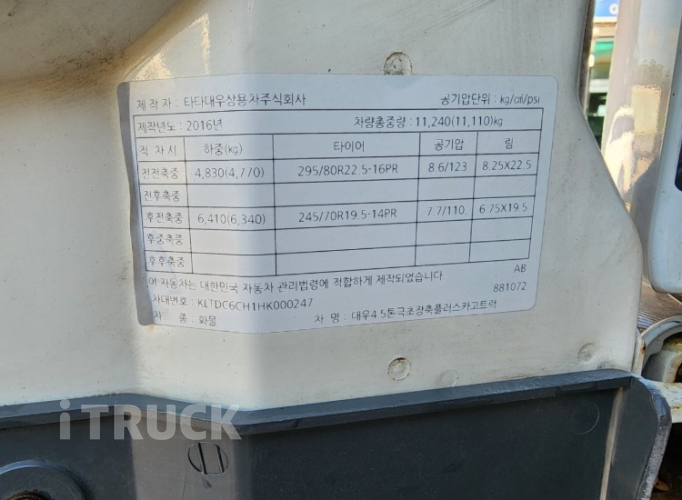 제 작 자 : 타타대우상용차주식회사 공기압단위 : kg/㎠/psi
제작년도 : 2016년 차량총중량 : 11,240(11,110)kg
적 차 시 하중(kg) 타이어 공기압 림
전전축중 4,830(4,770) 295/80R22.5-16PR 8.6/123 8.25X22.5
전후축중
후전축중 6,410(6,340) 245/70R19.5-14PR 7.7/110 6.75X19.5
후중축중
후후축중
이 자동차는 대한민국 자동차 관리법령에 적합하게 제작되었습니다. AB
차대번호 : KLTDC6CH1HK000247 881072
차 종 : 화물 차 명 : 대우4.5톤극초장축플러스카고트럭
iTRUCK